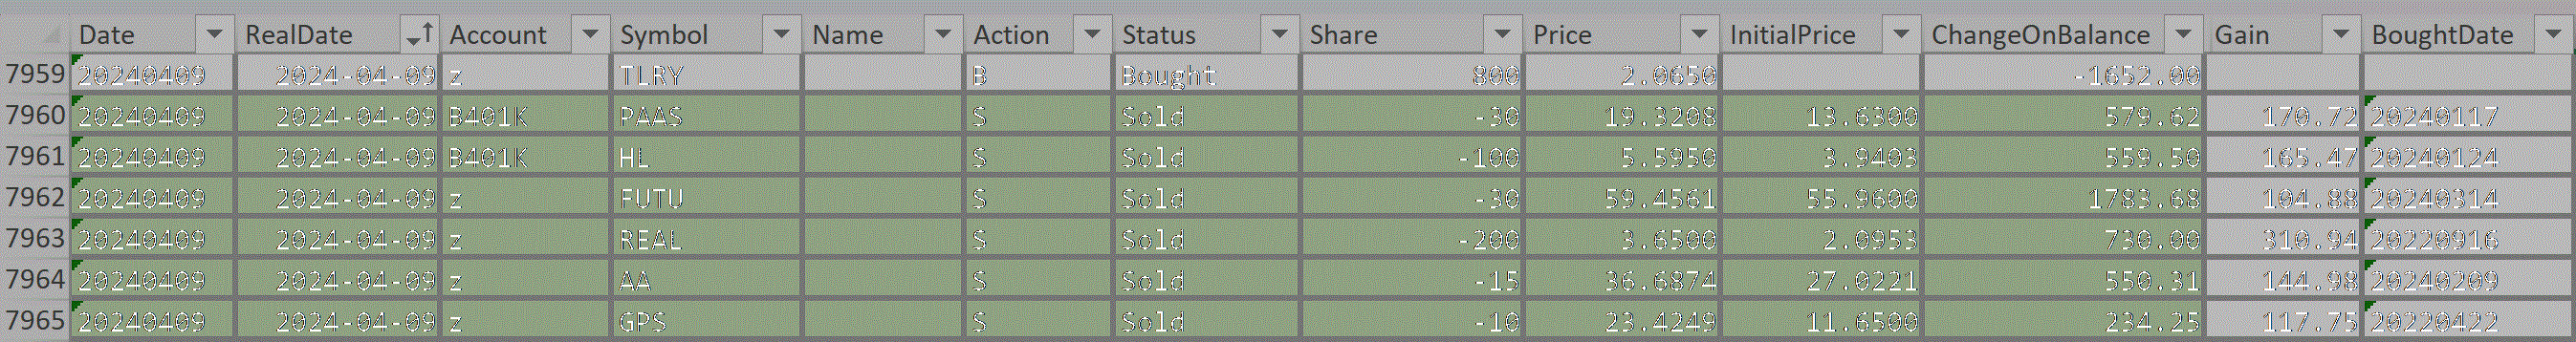 Date RealDate Account Symbol Name Action Status Share Price InitialPrice ChangeOnBalance Gain BoughtDate
7959 20240409 2024-04-09 z TLRY B Bought 800 2.0650 -1652.00
7960 20240409 2024-04-09 B401K PAAS S Sold -30 19.3208 13.6300 579.62 170.72 20240117
7961 20240409 2024-04-09 B401K HL S Sold -100 5.5950 3.9403 559.50 165.47 20240124
7962 20240409 2024-04-09 z FUTU S Sold -30 59.4561 55.9600 1783.68 104.88 20240314
7963 20240409 2024-04-09 z REAL S Sold -200 3.6500 2.0953 730.00 310.94 20220916
7964 20240409 2024-04-09 z AA S Sold -15 36.6874 27.0221 550.31 144.98 20240209
7965 20240409 2024-04-09 z GPS S Sold -10 23.4249 11.6500 234.25 117.75 20220422